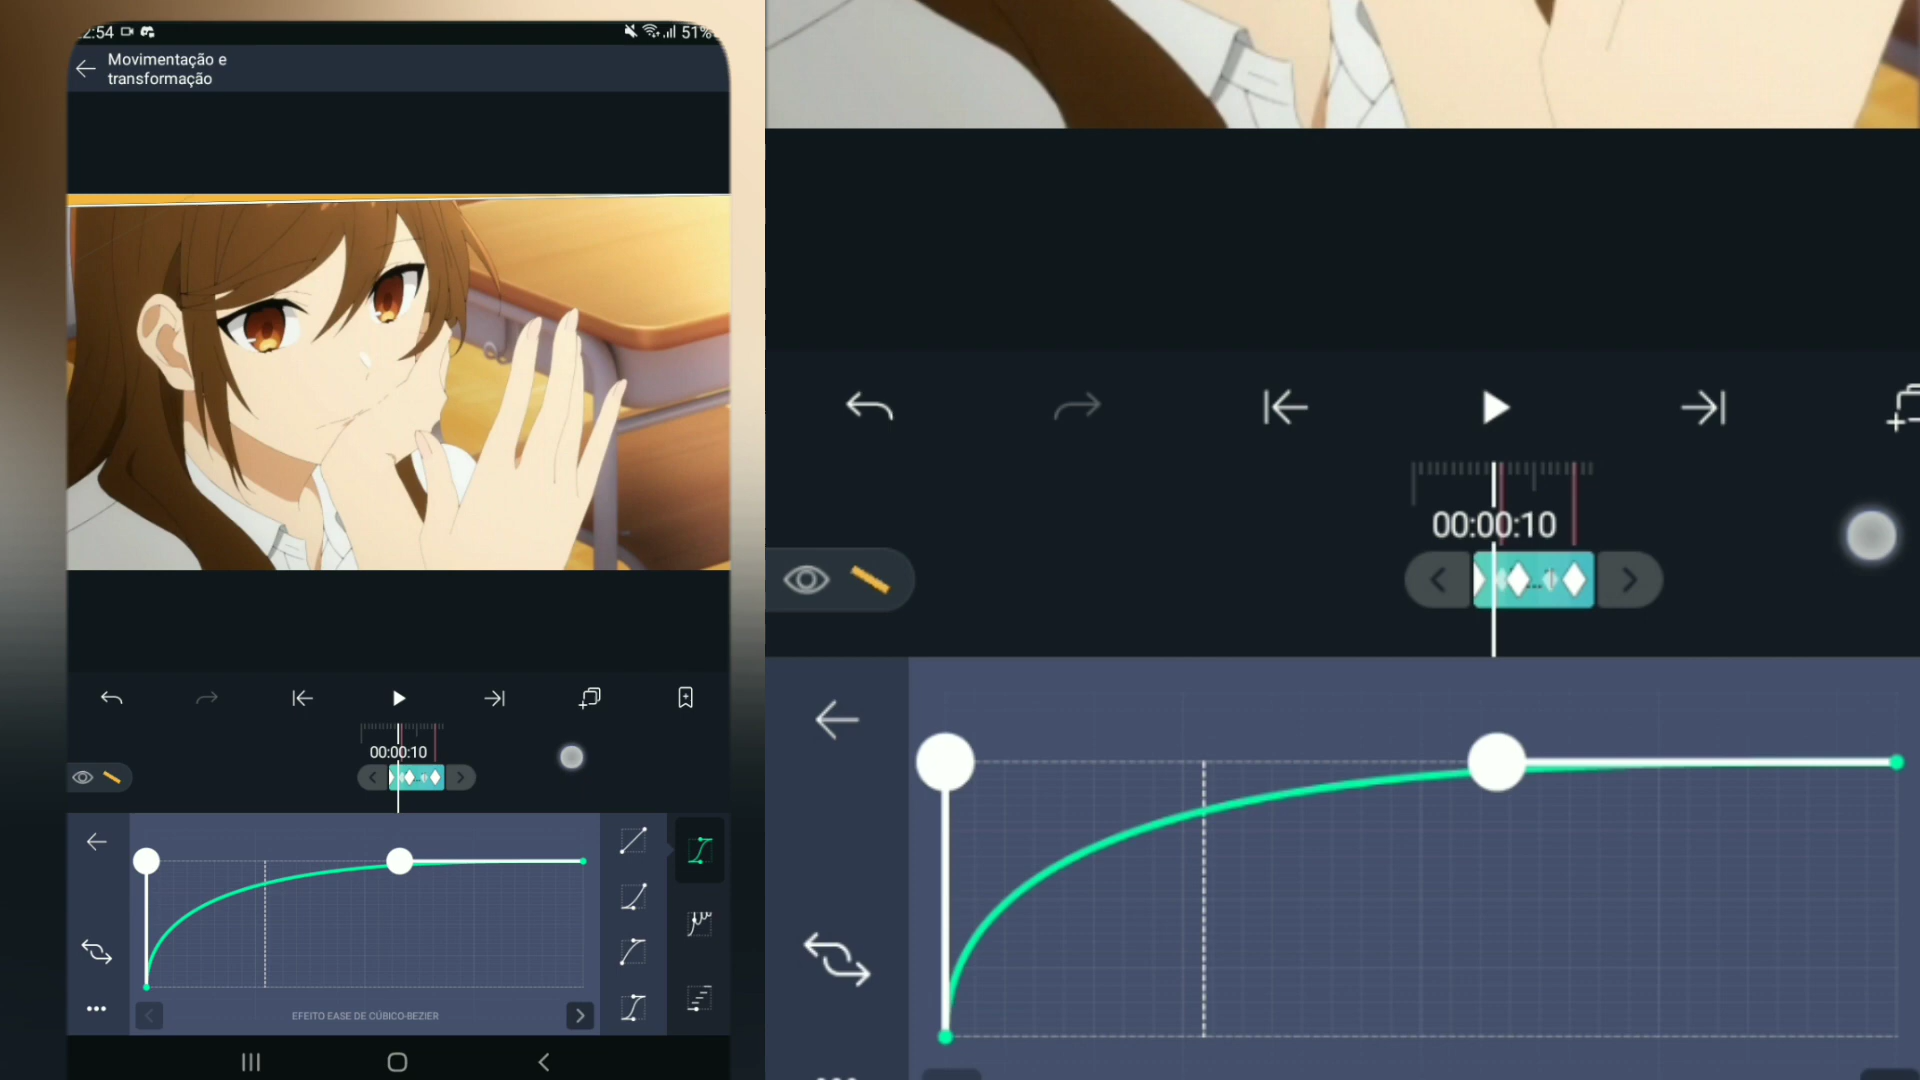 2:54
51%
Movimentação e
transformação
00:00:10
...
EFEITO EASE DE CÚBICO-BEZIER
00:00:10
...